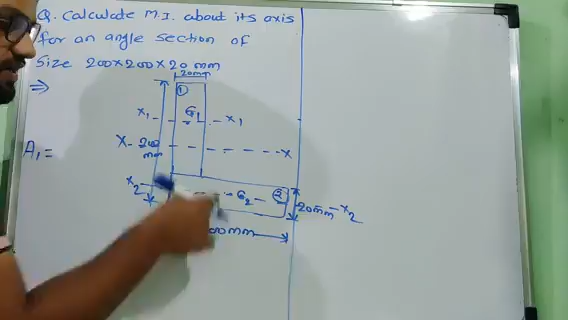 Q. Calculate M.I. about its axis
for an angle section of
Size 200×200×20 mm
⇒
20mm
①
x₁ G₁ x₁
X 200 mm X
A₁=
x₂ G₂ ②
20mm x₂
00mm